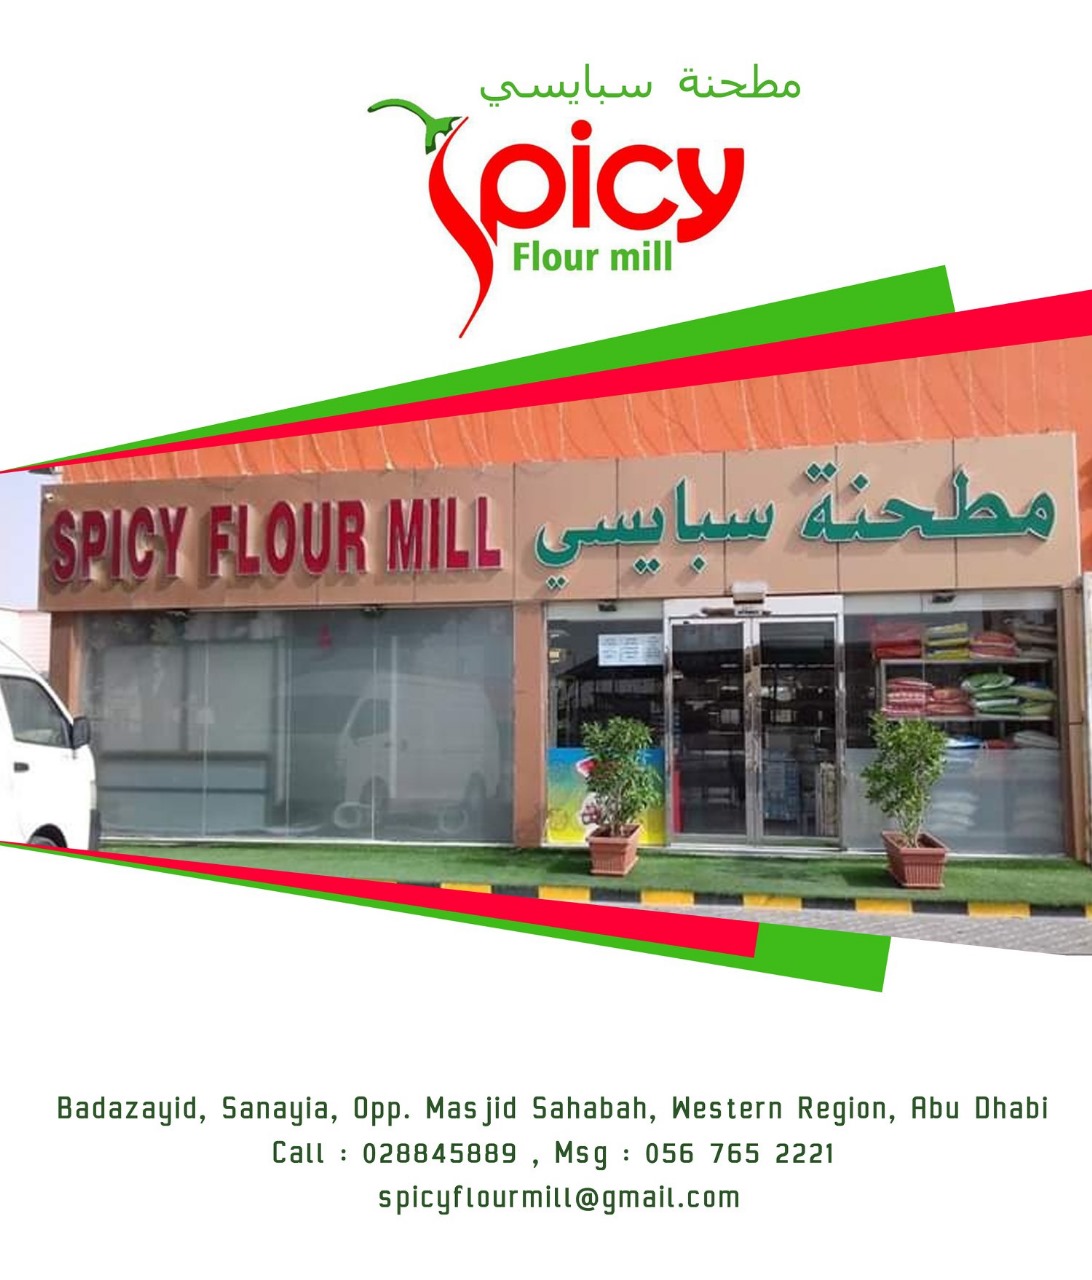 مطحنة سبايسي
Spicy
Flour mill
SPICY FLOUR MILL
مطحنة سبايسي
Badazayid, Sanayia, Opp. Masjid Sahabah, Western Region, Abu Dhabi
Call : 028845889 , Msg : 056 765 2221
spicyflourmill@gmail.com